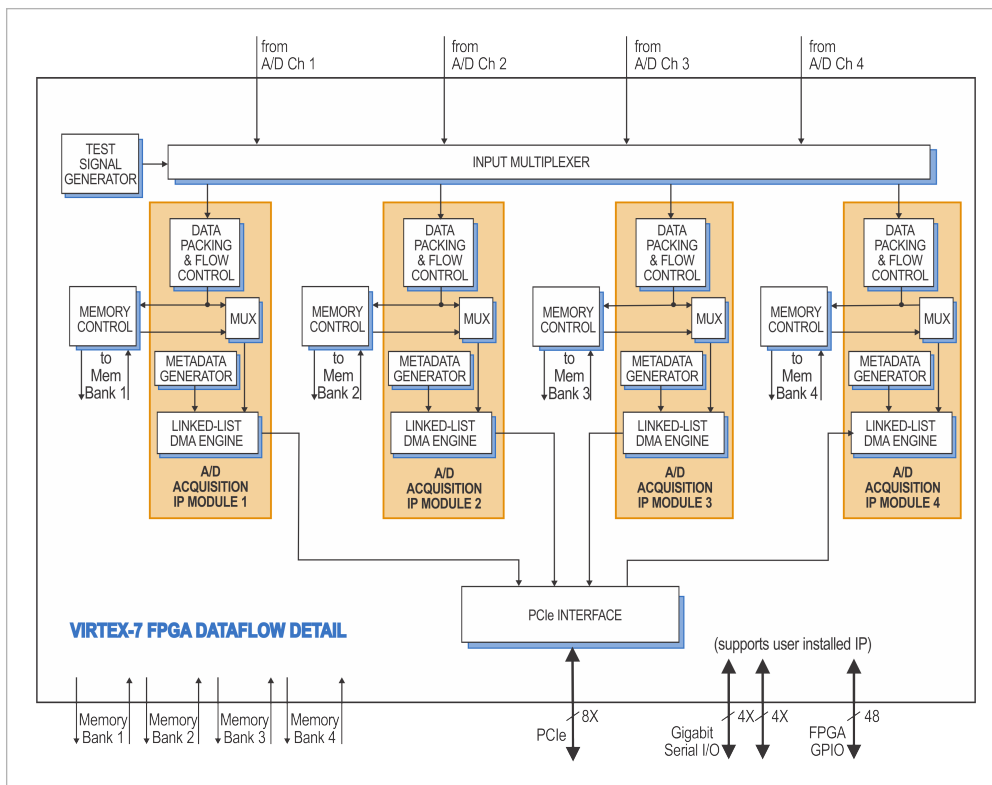 from
A/D Ch 1
from
A/D Ch 2
from
A/D Ch 3
from
A/D Ch 4
TEST
SIGNAL
GENERATOR
INPUT MULTIPLEXER
DATA
PACKING
& FLOW
CONTROL
MEMORY
CONTROL
MUX
to
Mem
Bank 1
METADATA
GENERATOR
LINKED-LIST
DMA ENGINE
A/D
ACQUISITION
IP MODULE 1
DATA
PACKING
& FLOW
CONTROL
MEMORY
CONTROL
MUX
to
Mem
Bank 2
METADATA
GENERATOR
LINKED-LIST
DMA ENGINE
A/D
ACQUISITION
IP MODULE 2
DATA
PACKING
& FLOW
CONTROL
MEMORY
CONTROL
MUX
to
Mem
Bank 3
METADATA
GENERATOR
LINKED-LIST
DMA ENGINE
A/D
ACQUISITION
IP MODULE 3
DATA
PACKING
& FLOW
CONTROL
MEMORY
CONTROL
MUX
to
Mem
Bank 4
METADATA
GENERATOR
LINKED-LIST
DMA ENGINE
A/D
ACQUISITION
IP MODULE 4
PCIe INTERFACE
VIRTEX-7 FPGA DATAFLOW DETAIL
(supports user installed IP)
Memory
Bank 1
Memory
Bank 2
Memory
Bank 3
Memory
Bank 4
8X
PCIe
4X
4X
Gigabit
Serial I/O
48
FPGA
GPIO